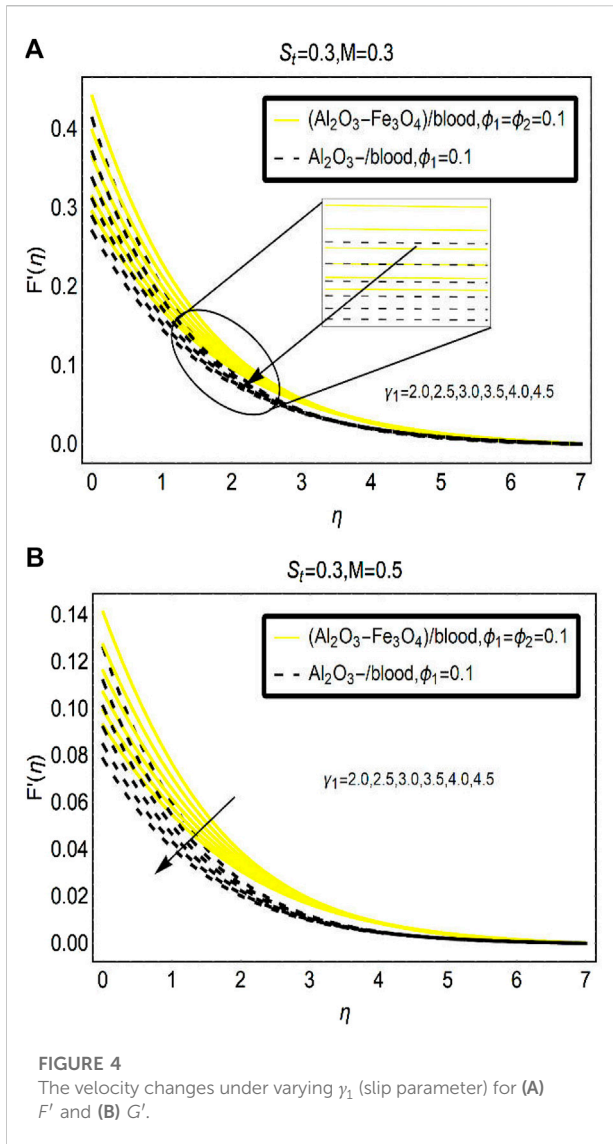 A
Sₜ=0.3,M=0.3
(Al₂O₃−Fe₃O₄)/blood,ϕ₁=ϕ₂=0.1
Al₂O₃−/blood,ϕ₁=0.1
F'(η)
0.4
0.3
0.2
0.1
0.0
γ₁=2.0,2.5,3.0,3.5,4.0,4.5
0 1 2 3 4 5 6 7
η
B
Sₜ=0.3,M=0.5
(Al₂O₃−Fe₃O₄)/blood,ϕ₁=ϕ₂=0.1
Al₂O₃−/blood,ϕ₁=0.1
F'(η)
0.14
0.12
0.10
0.08
0.06
0.04
0.02
0.00
γ₁=2.0,2.5,3.0,3.5,4.0,4.5
0 1 2 3 4 5 6 7
η
FIGURE 4
The velocity changes under varying γ₁ (slip parameter) for (A)
F′ and (B) G′.